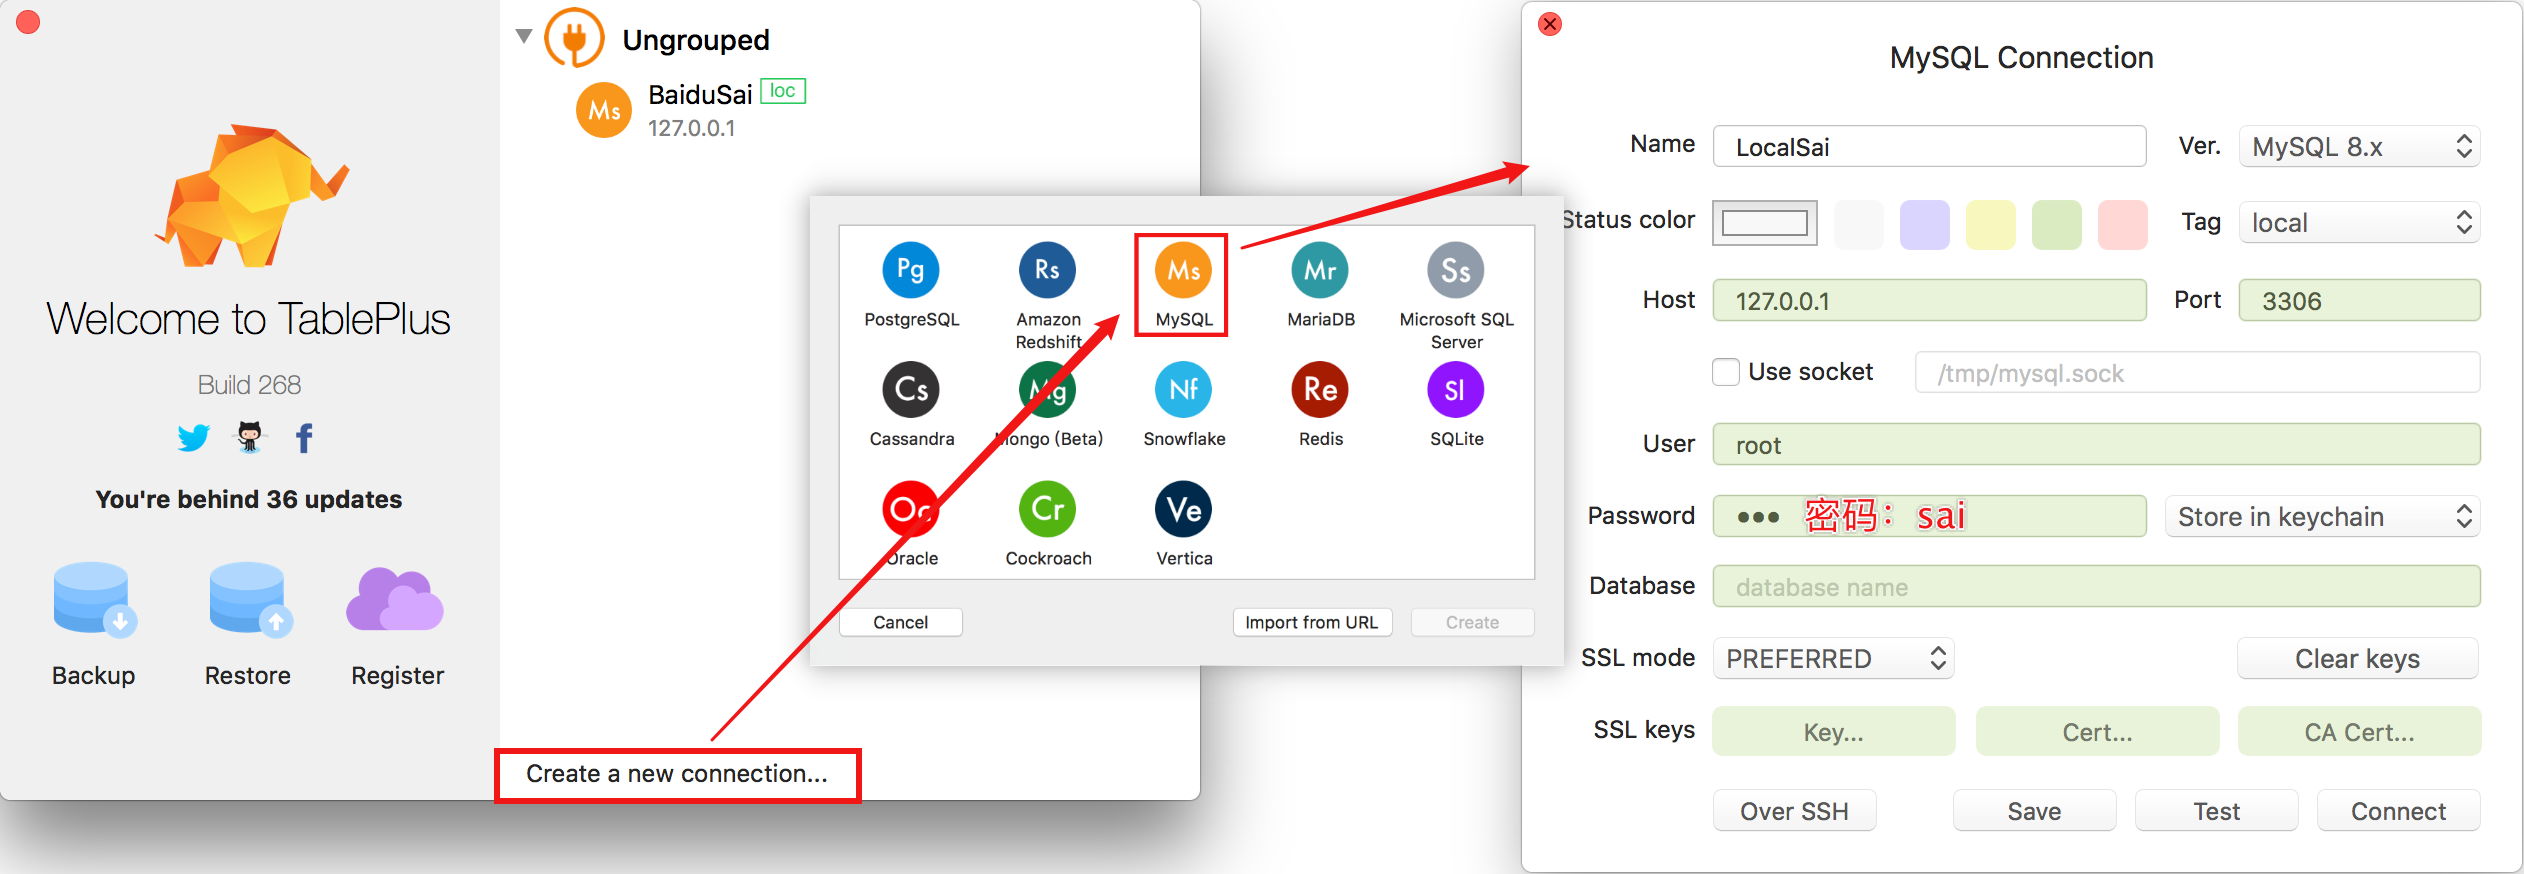 Welcome to TablePlus
Build 268
You're behind 36 updates
Backup
Restore
Register
Ungrouped
Ms
BaiduSai
loc
127.0.0.1
Create a new connection...
Pg
Rs
Ms
Mr
Ss
PostgreSQL
Amazon
Redshift
MySQL
MariaDB
Microsoft SQL
Server
Cs
Mg
Nf
Re
Sl
Cassandra
Mongo (Beta)
Snowflake
Redis
SQLite
Oc
Cr
Ve
Oracle
Cockroach
Vertica
Cancel
Import from URL
Create
MySQL Connection
Name
LocalSai
Ver.
MySQL 8.x
Status color
Tag
local
Host
127.0.0.1
Port
3306
Use socket
/tmp/mysql.sock
User
root
Password
密码：sai
Store in keychain
Database
database name
SSL mode
PREFERRED
Clear keys
SSL keys
Key...
Cert...
CA Cert...
Over SSH
Save
Test
Connect